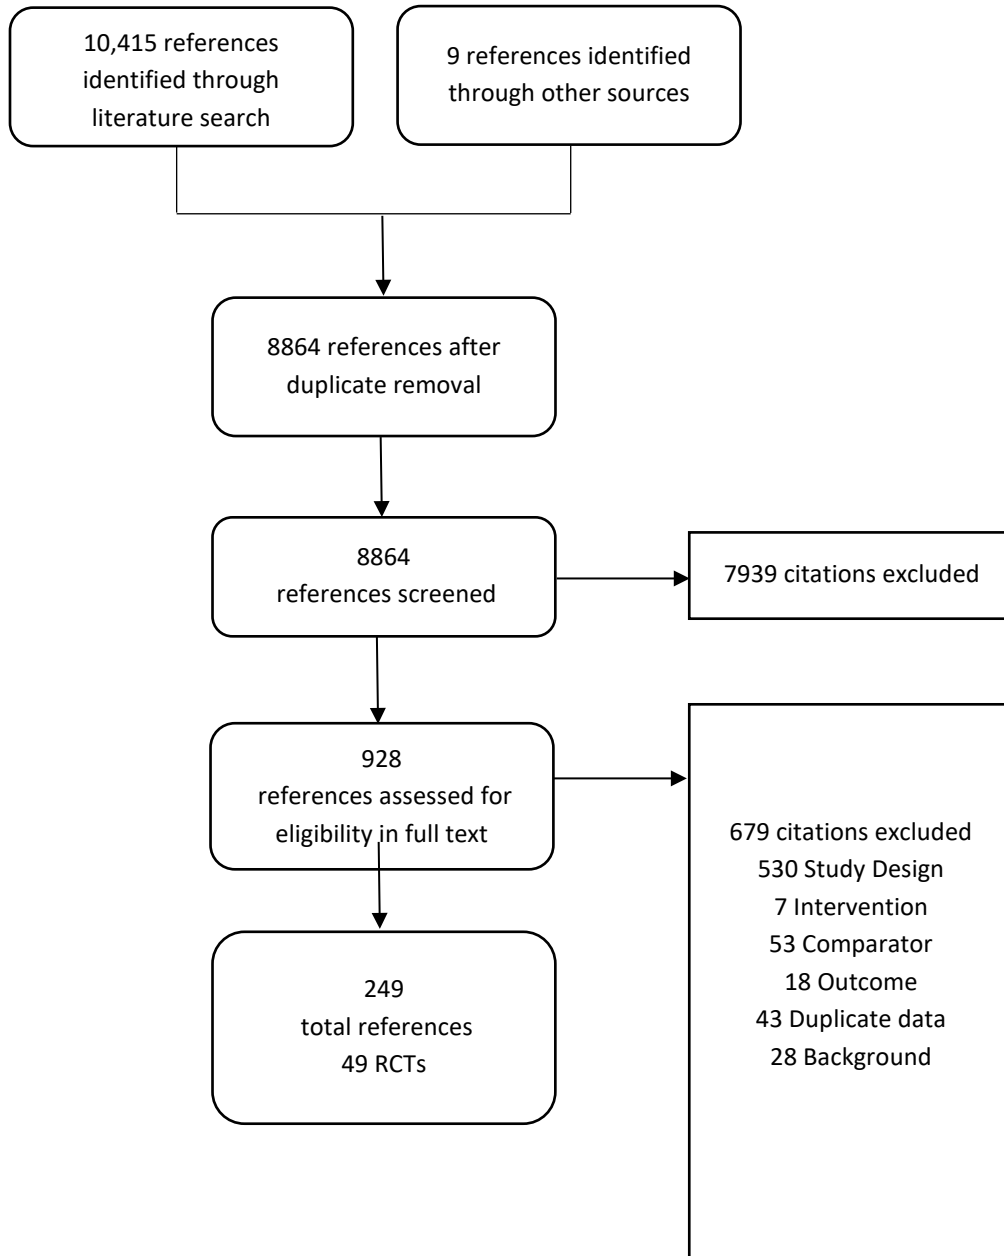 10,415 references
identified through
literature search
9 references identified
through other sources
8864 references after
duplicate removal
8864
references screened
7939 citations excluded
928
references assessed for
eligibility in full text
679 citations excluded
530 Study Design
7 Intervention
53 Comparator
18 Outcome
43 Duplicate data
28 Background
249
total references
49 RCTs